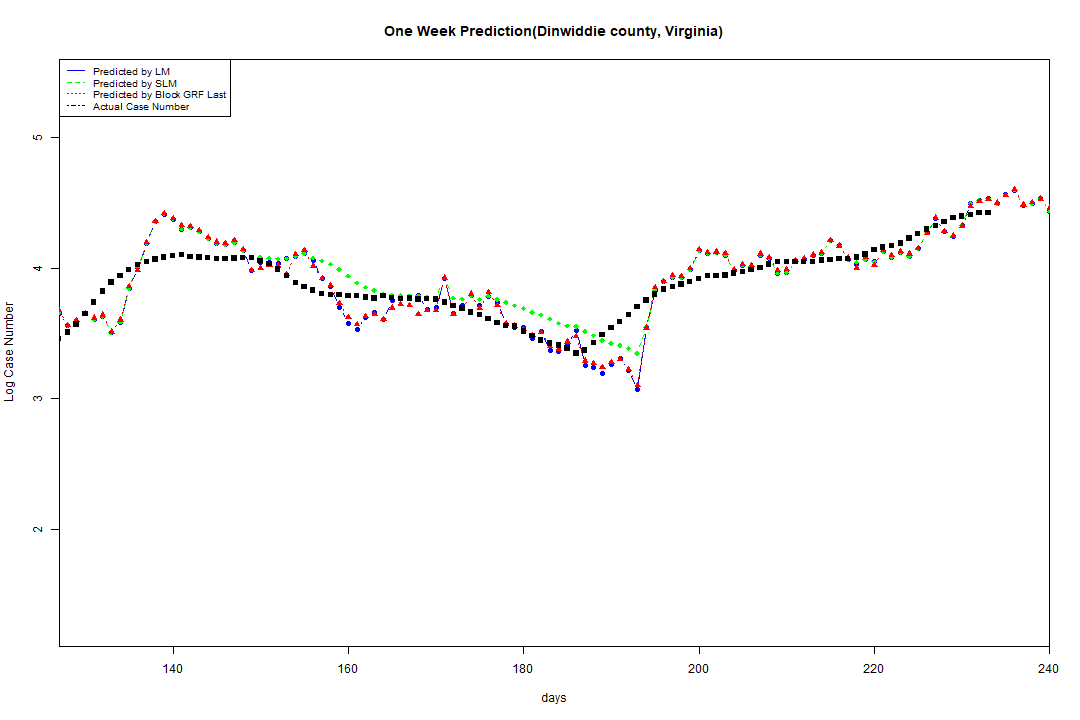 One Week Prediction(Dinwiddie county, Virginia)
Predicted by LM
Predicted by SLM
Predicted by Block GRF Last
Actual Case Number
5
4
3
2
Log Case Number
140 160 180 200 220 240
days